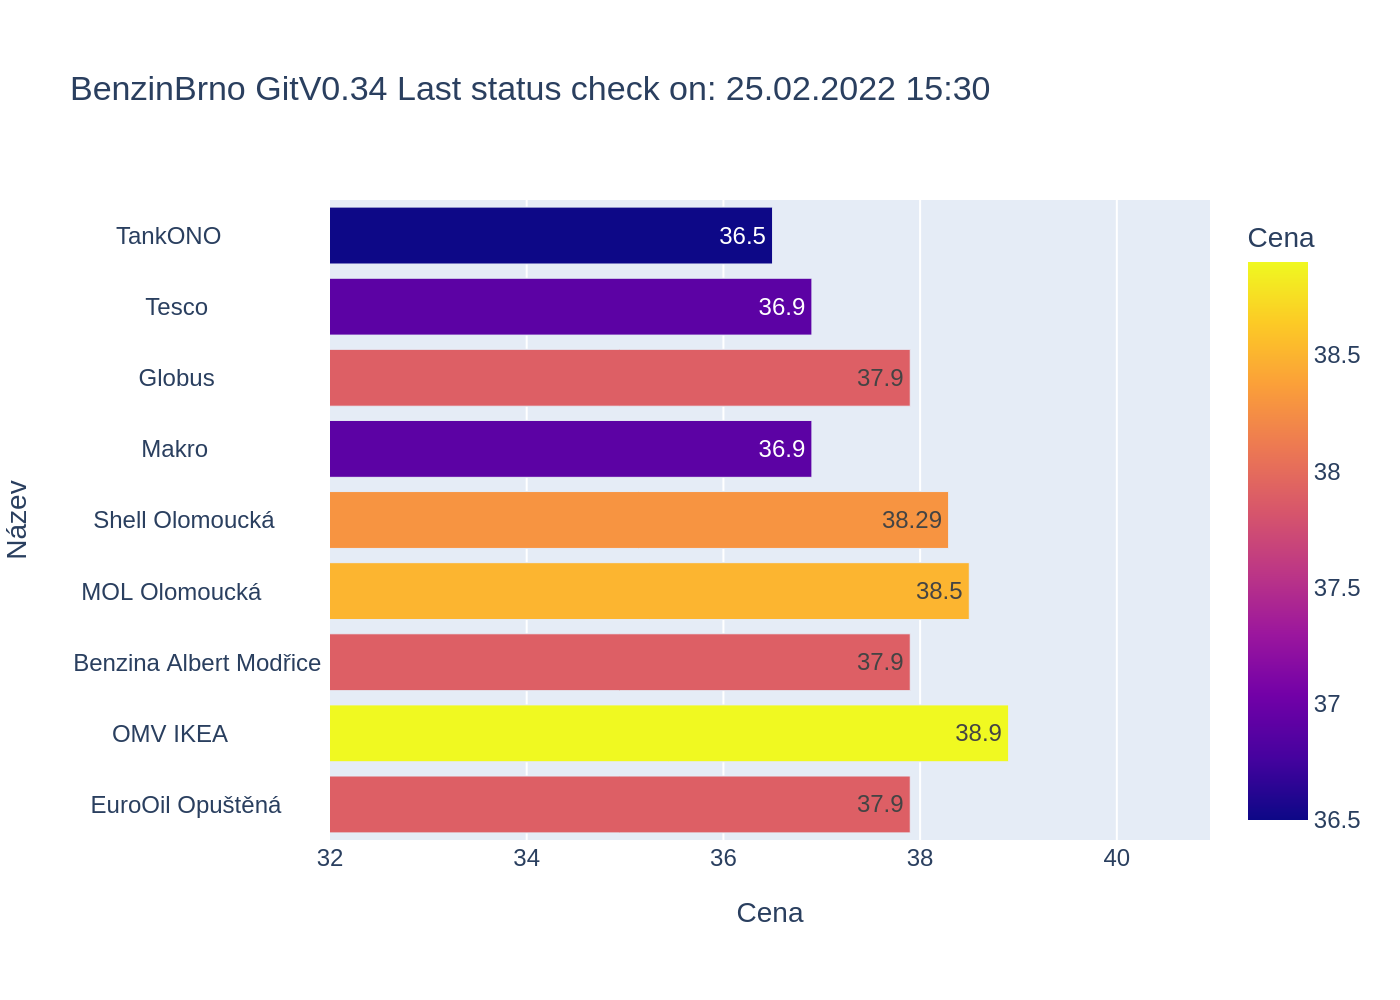 BenzinBrno GitV0.34 Last status check on: 25.02.2022 15:30
Název
TankONO 36.5
Tesco 36.9
Globus 37.9
Makro 36.9
Shell Olomoucká 38.29
MOL Olomoucká 38.5
Benzina Albert Modřice 37.9
OMV IKEA 38.9
EuroOil Opuštěná 37.9
32 34 36 38 40
Cena
Cena
38.5
38
37.5
37
36.5